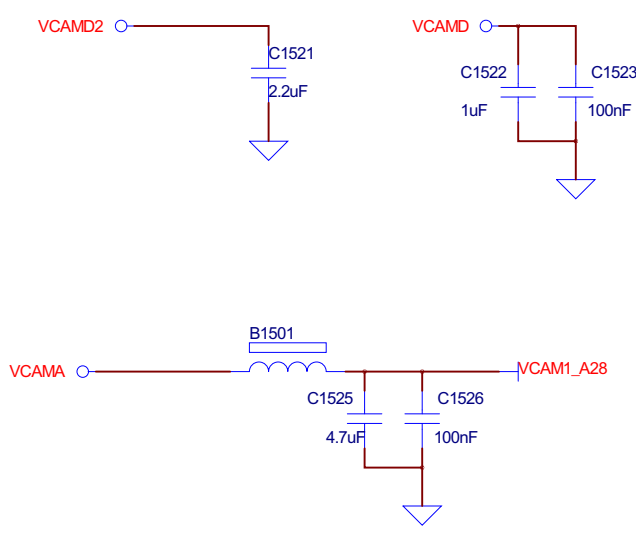 VCAMD2
VCAMD
C1521
2.2uF
C1522
C1523
1uF
100nF
B1501
VCAMA
VCAM1_A28
C1525
C1526
4.7uF
100nF